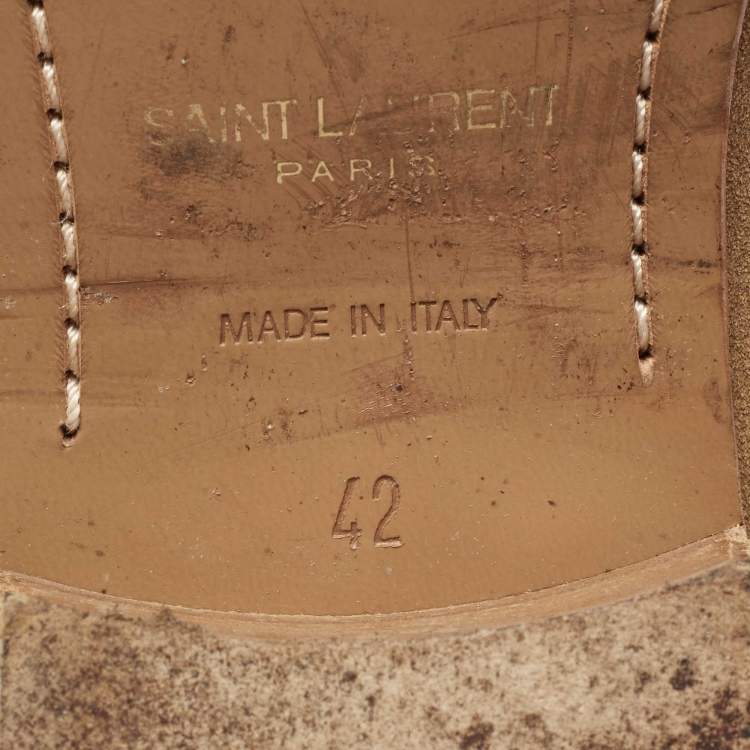 SAINT LAURENT
PARIS
MADE IN ITALY
42